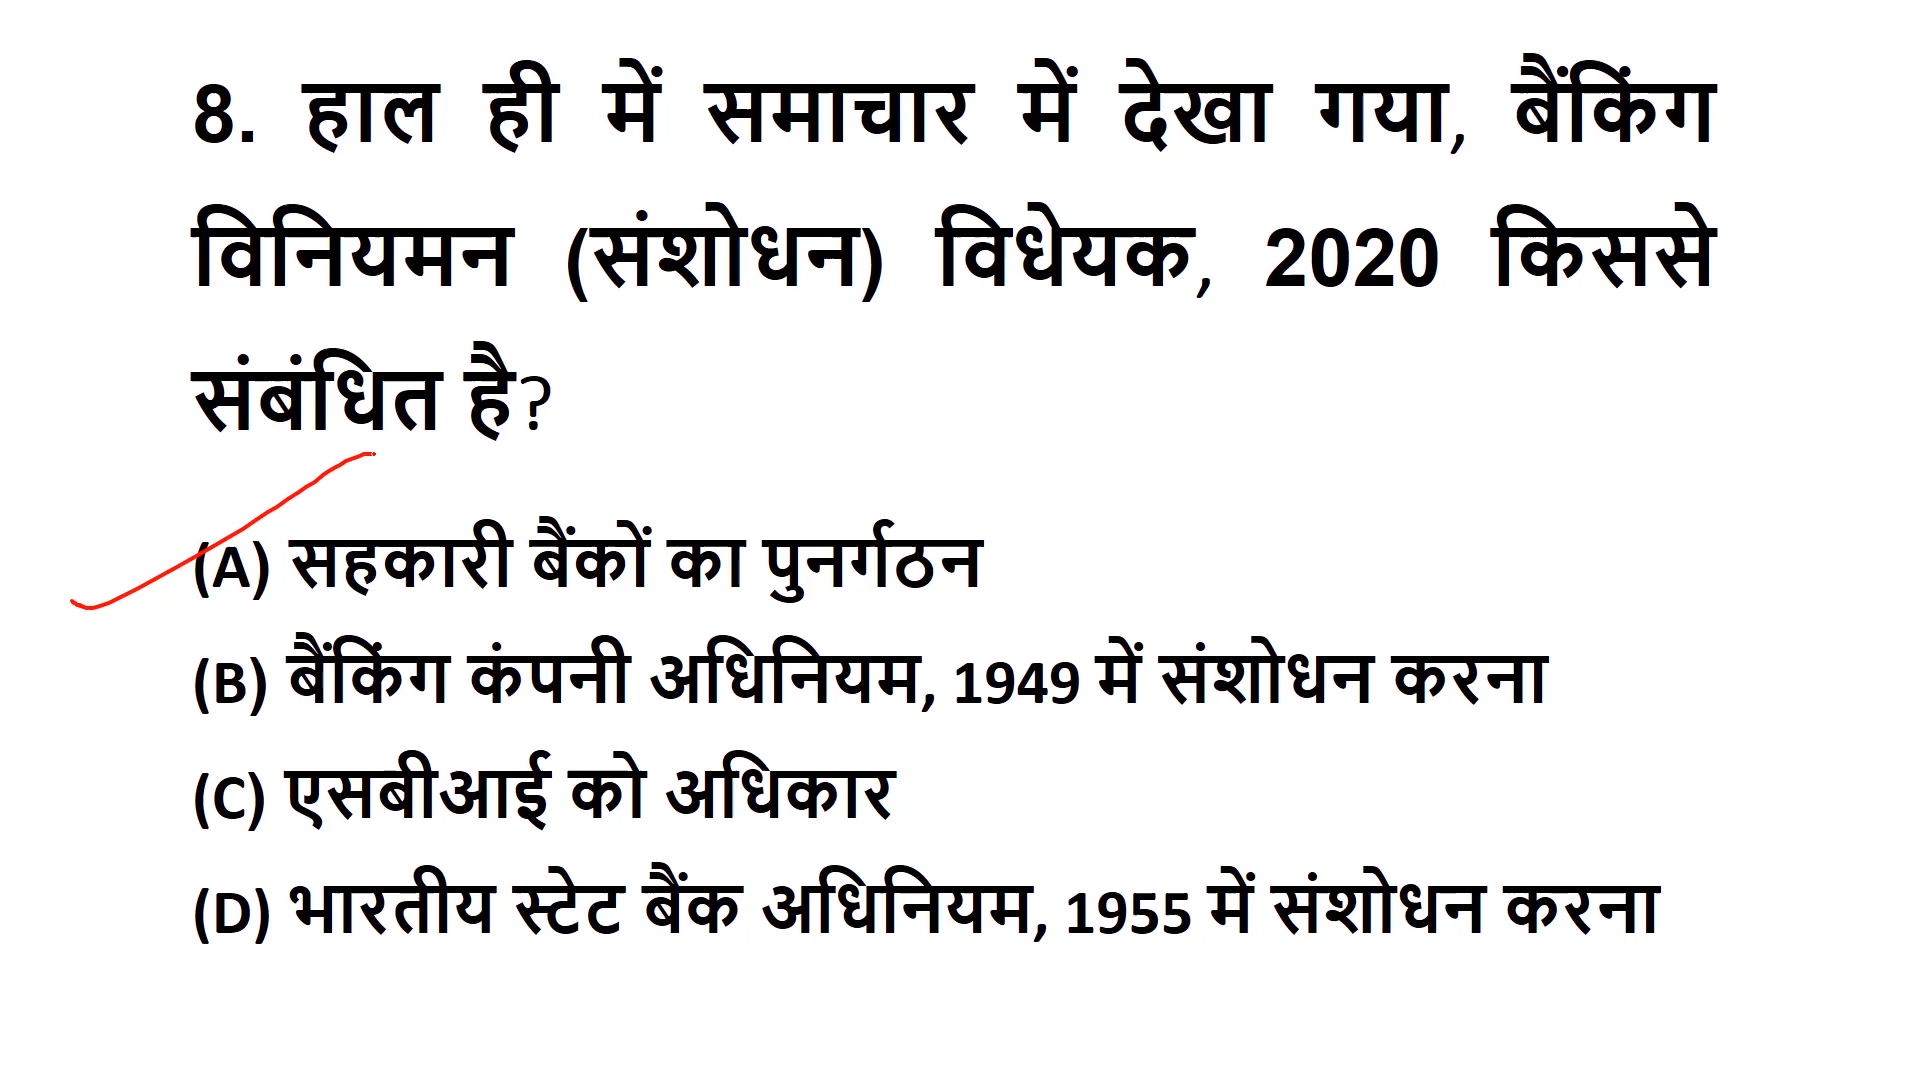 8. हाल ही में समाचार में देखा गया, बैंकिंग
विनियमन (संशोधन) विधेयक, 2020 किससे
संबंधित है?
(A) सहकारी बैंकों का पुनर्गठन
(B) बैंकिंग कंपनी अधिनियम, 1949 में संशोधन करना
(C) एसबीआई को अधिकार
(D) भारतीय स्टेट बैंक अधिनियम, 1955 में संशोधन करना